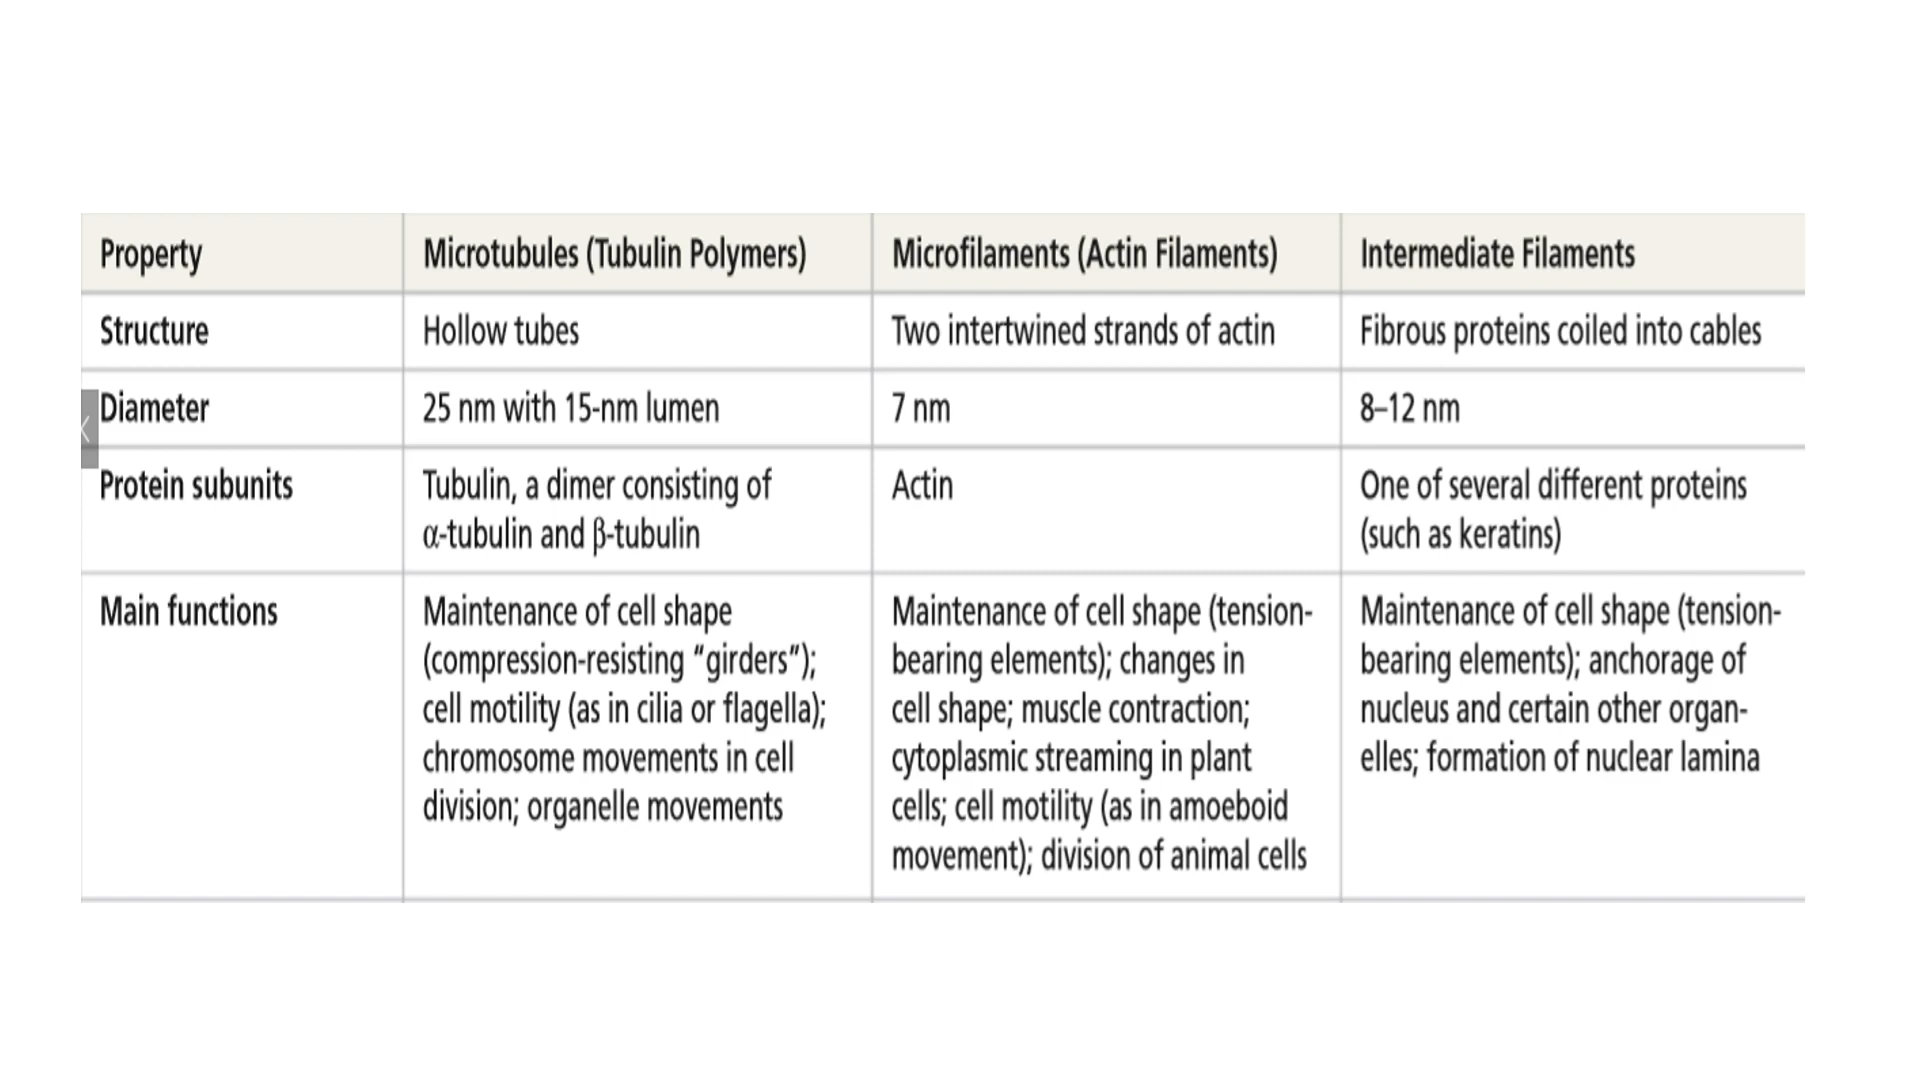 Property
Microtubules (Tubulin Polymers)
Microfilaments (Actin Filaments)
Intermediate Filaments
Structure
Hollow tubes
Two intertwined strands of actin
Fibrous proteins coiled into cables
Diameter
25 nm with 15-nm lumen
7 nm
8–12 nm
Protein subunits
Tubulin, a dimer consisting of
α-tubulin and β-tubulin
Actin
One of several different proteins
(such as keratins)
Main functions
Maintenance of cell shape
(compression-resisting “girders”);
cell motility (as in cilia or flagella);
chromosome movements in cell
division; organelle movements
Maintenance of cell shape (tension-
bearing elements); changes in
cell shape; muscle contraction;
cytoplasmic streaming in plant
cells; cell motility (as in amoeboid
movement); division of animal cells
Maintenance of cell shape (tension-
bearing elements); anchorage of
nucleus and certain other organ-
elles; formation of nuclear lamina